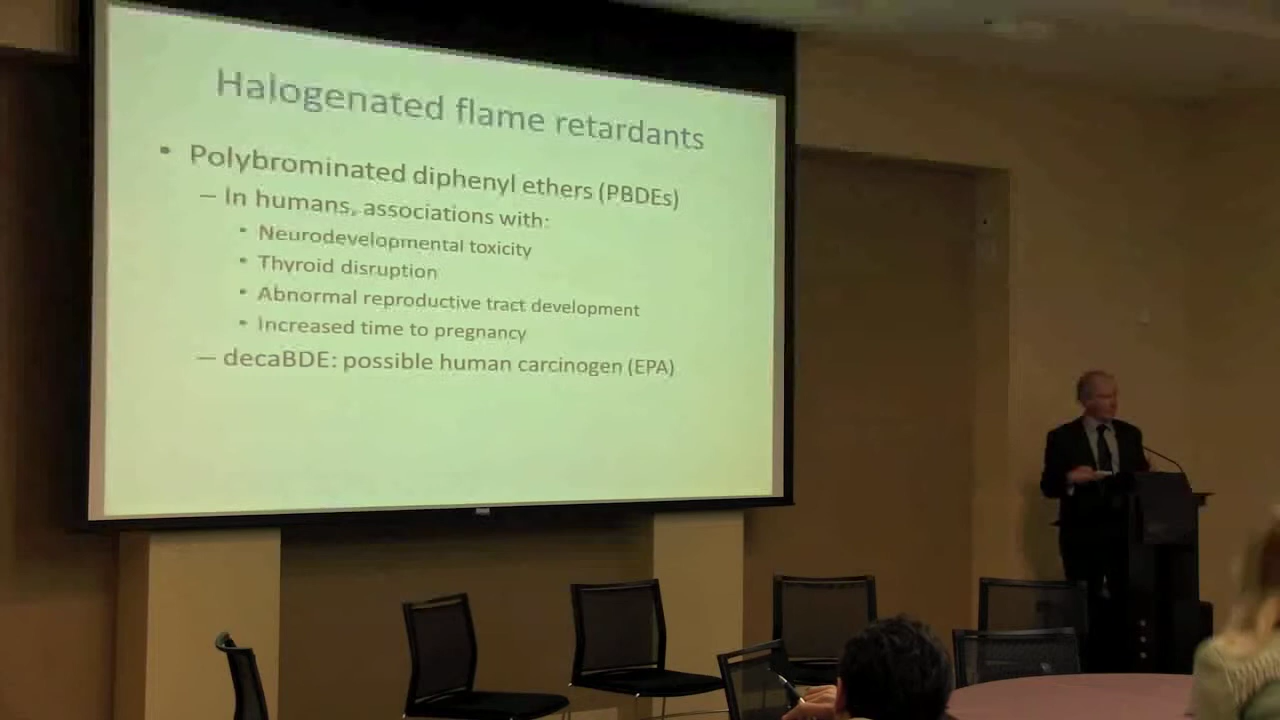 Halogenated flame retardants
• Polybrominated diphenyl ethers (PBDEs)
– In humans, associations with:
• Neurodevelopmental toxicity
• Thyroid disruption
• Abnormal reproductive tract development
• Increased time to pregnancy
– decaBDE: possible human carcinogen (EPA)